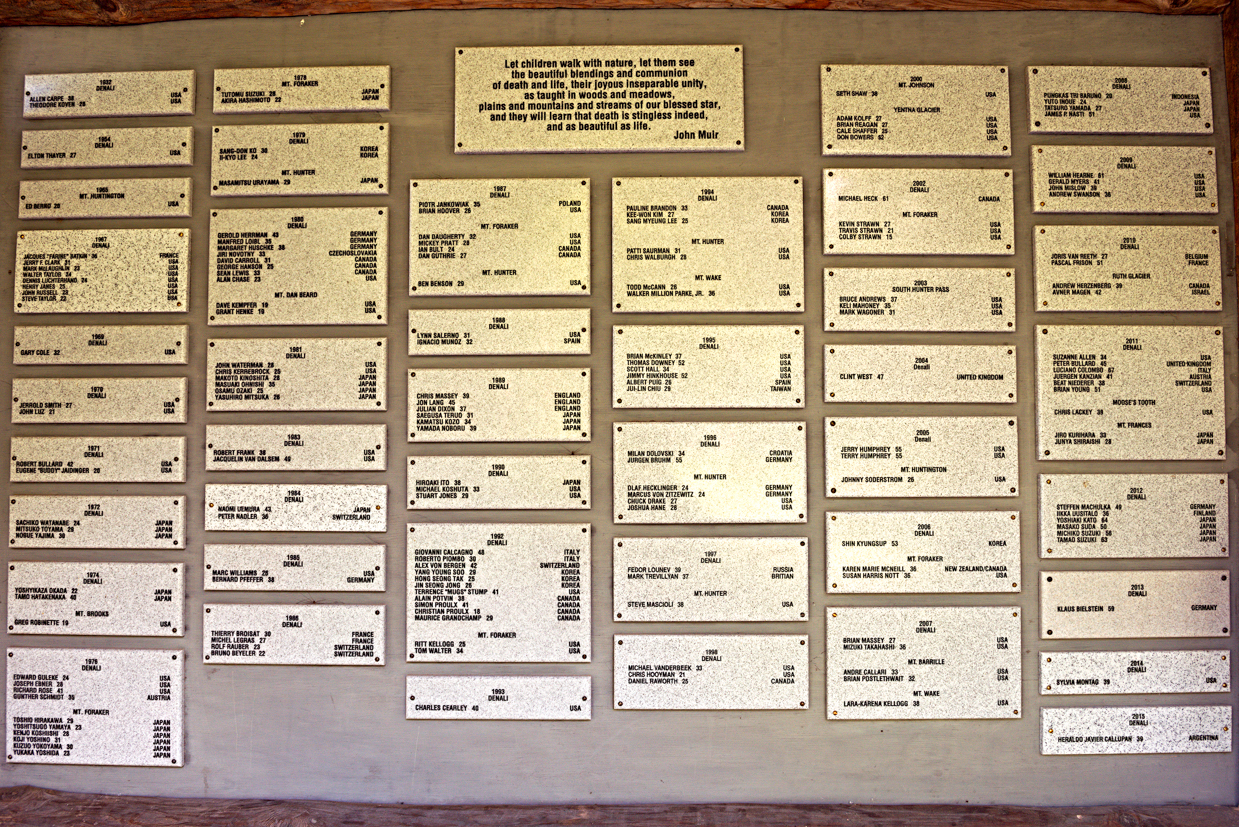 1932
DENALI
ALLEN CARPE 38 USA
THEODORE KOVEN 28 USA
1954
DENALI
ELTON THAYER 27 USA
MT. HUNTINGTON
ED BERND 20 USA
1967
DENALI
JACQUES "FARINE" BATKIN 36 FRANCE
JERRY F. CLARK 31 USA
MARK McLAUGHLIN 23 USA
WALTER TAYLOR 24 USA
DENNIS LUCHTERHAND, 24 USA
HENRY JANES 25 USA
JOHN RUSSELL 23 USA
STEVE TAYLOR 22 USA
1969
DENALI
GARY COLE 32 USA
DENALI
JERROLD SMITH 27 USA
JOHN LUZ 21 USA
1971
DENALI
ROBERT BULLARD 42 USA
EUGENE "BUDDY" JAIDINGER 28 USA
1972
DENALI
SACHIKO WATANABE 24 JAPAN
MITSUKO TOYAMA 28 JAPAN
NOBUE YAJIMA 30 JAPAN
1974
DENALI
YOSHYIKAZA OKADA 22 JAPAN
TAMIO HATAKENAKA JAPAN
MT. BROOKS
GREG ROBINETTE 19 USA
1976
DENALI
EDWARD GULEKE 24 USA
JOSEPH EBNER 28 USA
RICHARD ROSE 41 USA
GUNTHER SCHMIDT AUSTRIA
MT. FORAKER
TOSHIO HIRAKAWA 29 JAPAN
YOSHITSUGO YAMAYA 23 JAPAN
KENJO KOSHIISHI 28 JAPAN
KOJI YOSHINO 31 JAPAN
KUZUO YOKOYAMA 30 JAPAN
YUKAKA YOSHIDA 23 JAPAN
1978
MT. FORAKER
TUTOMU SUZUKI 28 JAPAN
AKIRA HASHIMOTO 22 JAPAN
1979
DENALI
SANG-DON KO 30 KOREA
II-KYO LEE 24 KOREA
MT. HUNTER
MASAMITSU URAYAMA 29 JAPAN
1980
DENALI
GEROLD HERRMAN 43 GERMANY
MANFRED LOIBL 35 GERMANY
MARGARET HUSCHKE 38 GERMANY
JIRI NOVOTNY 33 CZECHOSLOVAKIA
DAVID CARROLL 31 CANADA
GEORGE HANSON 25 CANADA
SEAN LEWIS 33 CANADA
ALAN CHASE 23 USA
MT. DAN BEARD
DAVE KEMPFER 19 USA
GRANT HENKE 19 USA
1981
DENALI
JOHN WATERMAN 28 USA
CHRIS KERREBROCK 25 USA
MAKOTO KINOSHITA 28 JAPAN
MASUAKI OHNISHI 35 JAPAN
OSAMU OZAKI 25 JAPAN
YASUHIRO MITSUKA 26 JAPAN
1983
DENALI
ROBERT FRANK 38 USA
JACQUELIN VAN DALSEM 49 USA
1984
DENALI
NAOMI UEMURA 43 JAPAN
PETER NADLER 36 SWITZERLAND
1985
DENALI
MARC WILLIAMS 28 USA
BERNARD PFEFFER 38 GERMANY
1986
DENALI
THIERRY BROISAT 30 FRANCE
MICHEL LEGRAS 27 FRANCE
ROLF RAUBER 23 SWITZERLAND
BRUNO BEYELER 22 SWITZERLAND
Let children walk with nature, let them see
the beautiful blendings and communion
of death and life, their joyous inseparable unity,
as taught in woods and meadows,
plains and mountains and streams of our blessed star,
and they will learn that death is stingless indeed,
and as beautiful as life.
John Muir
1987
DENALI
PIOTR JANKOWIAK 35 POLAND
BRIAN HOOVER 26 USA
MT. FORAKER
DAN DAUGHERTY 32 USA
MICKEY PRATT 28 USA
IAN BULT 24 CANADA
DAN GUTHRIE 27 CANADA
MT. HUNTER
BEN BENSON 29 USA
1988
DENALI
LYNN SALERNO 31 USA
IGNACIO MUNOZ 32 SPAIN
1989
DENALI
CHRIS MASSEY 39 ENGLAND
JON LANG 45 ENGLAND
JULIAN DIXON 37 ENGLAND
SAEGUSA TERUO 31 JAPAN
KAMATSU KOZO 34 JAPAN
YAMADA NOBORU 39 JAPAN
1990
DENALI
HIROAKI ITO 38 JAPAN
MICHAEL KOSHUTA 33 USA
STUART JONES 29 USA
1992
DENALI
GIOVANNI CALCAGNO 48 ITALY
ROBERTO PIOMBO 30 ITALY
ALEX VON BERGEN 42 SWITZERLAND
YANG YOUNG SOO 29 KOREA
HONG SEONG TAK 25 KOREA
JIN SEONG JONG 26 KOREA
TERRENCE "MUGS" STUMP 41 USA
ALAIN POTVIN 38 CANADA
SIMON PROULX 41 CANADA
CHRISTIAN PROULX 18 CANADA
MAURICE GRANDCHAMP 29 CANADA
MT. FORAKER
RITT KELLOGG 25 USA
TOM WALTER 34 USA
1993
DENALI
CHARLES CEARLEY 40 USA
1994
DENALI
PAULINE BRANDON 33 CANADA
KEE-WON KIM 27 KOREA
SANG MYEUNG LEE 25 KOREA
MT. HUNTER
PATTI SAURMAN 31 USA
CHRIS WALBURGH 28 USA
MT. WAKE
TODD McCANN 26 USA
WALKER MILLION PARKE, JR. 36 USA
1995
DENALI
BRIAN McKINLEY 37 USA
THOMAS DOWNEY 52 USA
SCOTT HALL 34 USA
JIMMY HINKHOUSE 52 USA
ALBERT PUIG 26 SPAIN
JUI-LIN CHIU 29 TAIWAN
1996
DENALI
MILAN DOLOVSKI 34 CROATIA
JURGEN BRUHM 55 GERMANY
MT. HUNTER
OLAF HECKLINGER 24 GERMANY
MARCUS VON ZITZEWITZ 24 GERMANY
CHUCK DRAKE 27 USA
JOSHUA HANE 28 USA
1997
DENALI
FEDOR LOUNEV 39 RUSSIA
MARK TREVILLYAN 37 BRITIAN
MT. HUNTER
STEVE MASCIOLI 38 USA
1998
DENALI
MICHAEL VANDERBEEK 33 USA
CHRIS HOOYMAN 21 USA
DANIEL RAWORTH 25 CANADA
2000
MT. JOHNSON
SETH SHAW 38 USA
YENTNA GLACIER
ADAM KOLFF 27 USA
BRIAN REAGAN 27 USA
CALE SHAFFER 25 USA
DON BOWERS 52 USA
2002
DENALI
MICHAEL HECK 61 CANADA
MT. FORAKER
KEVIN STRAWN 27 USA
TRAVIS STRAWN 21 USA
COLBY STRAWN 15 USA
2003
SOUTH HUNTER PASS
BRUCE ANDREWS 37 USA
KELI MAHONEY 35 USA
MARK WAGONER 31 USA
2004
Denali
CLINT WEST 47 UNITED KINGDOM
2005
Denali
JERRY HUMPHREY 55 USA
TERRY HUMPHREY 55 USA
MT. HUNTINGTON
JOHNNY SODERSTROM 26 USA
2006
DENALI
SHIN KYUNGSUP 53 KOREA
MT. FORAKER
KAREN MARIE MCNEILL 36 NEW ZEALAND/CANADA
SUSAN HARRIS NOTT 36 USA
2007
DENALI
BRIAN MASSEY 27 USA
MIZUKI TAKAHASHI 36 USA
MT. BARRILLE
ANDRE CALLARI 33 USA
BRIAN POSTLETHWAIT 32 USA
MT. WAKE
LARA-KARENA KELLOGG 38 USA
2008
DENALI
PUNGKAS TRI BARUNO 20 INDONESIA
YUTO INOUE 24 JAPAN
TATSURO YAMADA 27 JAPAN
JAMES P. NASTI 51 USA
2009
DENALI
WILLIAM HEARNE 61 USA
GERALD MYERS 41 USA
JOHN MISLOW 39 USA
ANDREW SWANSON 36 USA
2010
DENALI
JORIS VAN REETH 27 BELGIUM
PASCAL FRISON 51 FRANCE
RUTH GLACIER
ANDREW HERZENBERG 39 CANADA
AVNER MAGEN 42 ISRAEL
2011
DENALI
SUZANNE ALLEN 34 USA
PETER BULLARD 45 UNITED KINGDOM
LUCIANO COLOMBO 67 ITALY
JUERGEN KANZIAN 41 AUSTRIA
BEAT NIEDERER 38 SWITZERLAND
BRIAN YOUNG 51 USA
MOOSE'S TOOTH
CHRIS LACKEY 38 USA
MT. FRANCES
JIRO KURIHARA 33 JAPAN
JUNYA SHIRAISHI 28 JAPAN
2012
DENALI
STEFFEN MACHULKA 49 GERMANY
ILKKA UUSITALO 36 FINLAND
YOSHIAKI KATO 64 JAPAN
MASAKO SUDA 50 JAPAN
MICHIKO SUZUKI 56 JAPAN
TAMAO SUZUKI 63 JAPAN
2013
DENALI
KLAUS BIELSTEIN 59 GERMANY
2014
DENALI
SYLVIA MONTAG 39 USA
2015
DENALI
HERALDO JAVIER CALLUPAN 39 ARGENTINA